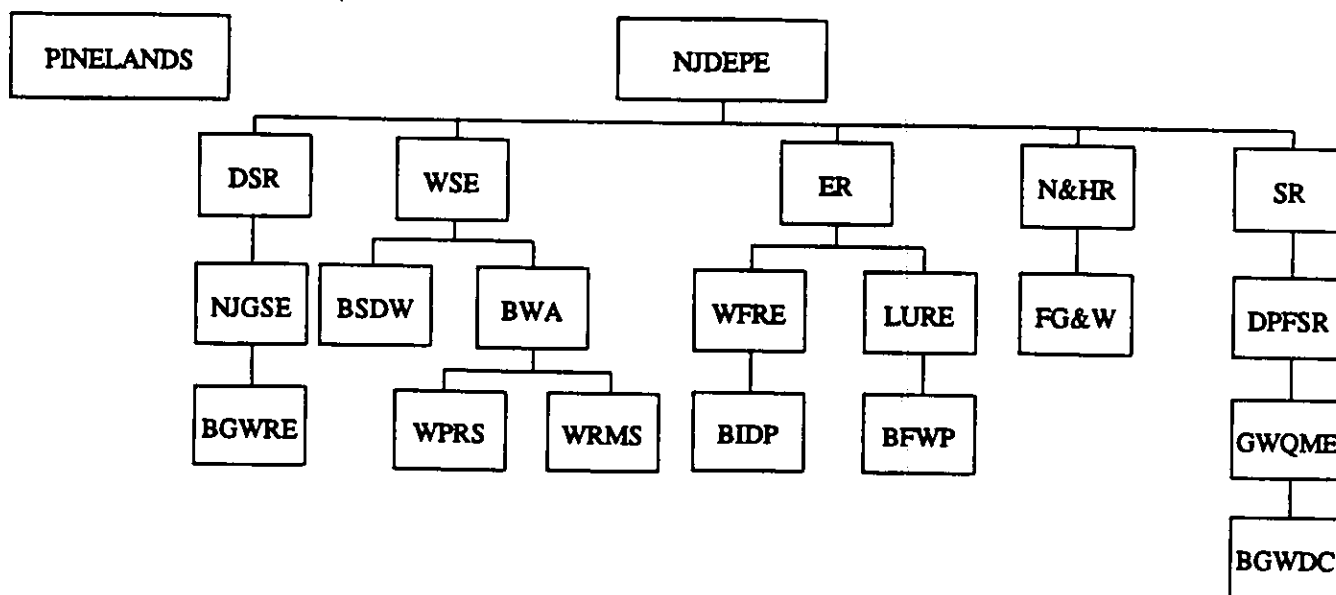 PINELANDS
NJDEPE
DSR
WSE
ER
N&HR
SR
NJGSE
BSDW
BWA
WFRE
LURE
FG&W
DPFSR
BGWRE
WPRS
WRMS
BIDP
BFWP
GWQME
BGWDC